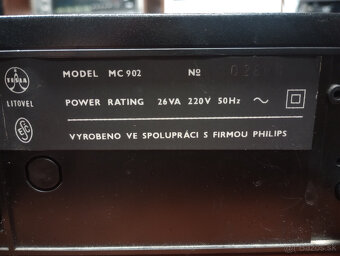 MODEL MC 902 Nº
TESLA
LITOVEL
POWER RATING 26VA 220V 50Hz ~
VYROBENO VE SPOLUPRÁCI S FIRMOU PHILIPS